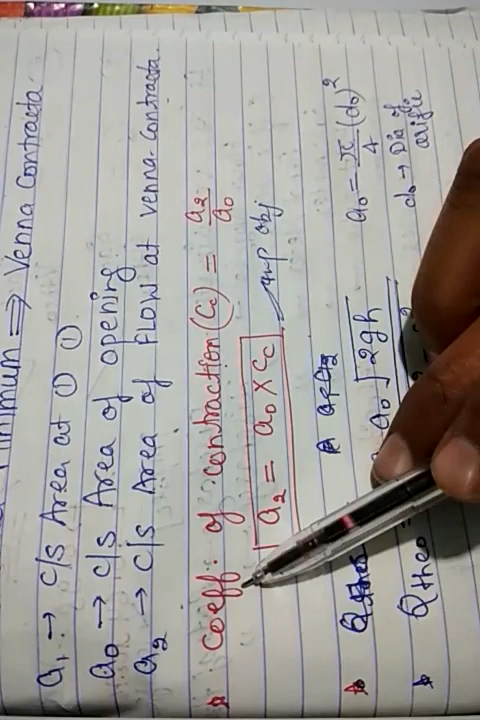 ⇒ Venna Contracta
a₁ → c/s Area at ① ①
a₀ → c/s Area of opening
a₂ → c/s Area of FLOW at venna-contracta.
coeff. of contraction (Cc) = a₂/a₀
a₂ = a₀ × Cc
obj
a₀√2gh a₀ = π/4 (d₀)²
Qtheo d₀ → Dia of orifice